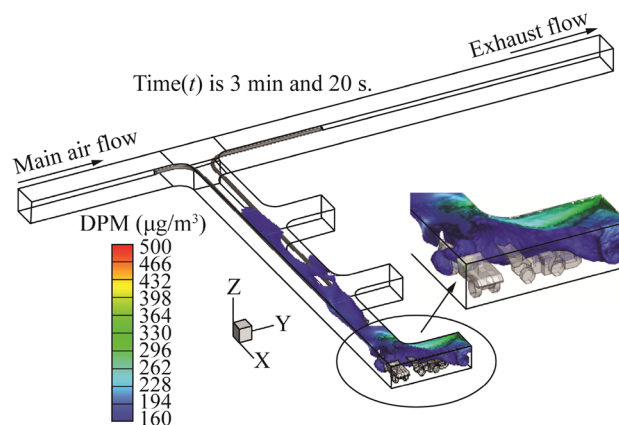 Exhaust flow
Time(t) is 3 min and 20 s.
Main air flow
DPM (μg/m³)
500
466
432
398
364
330
296
262
228
194
160
Z
Y
X